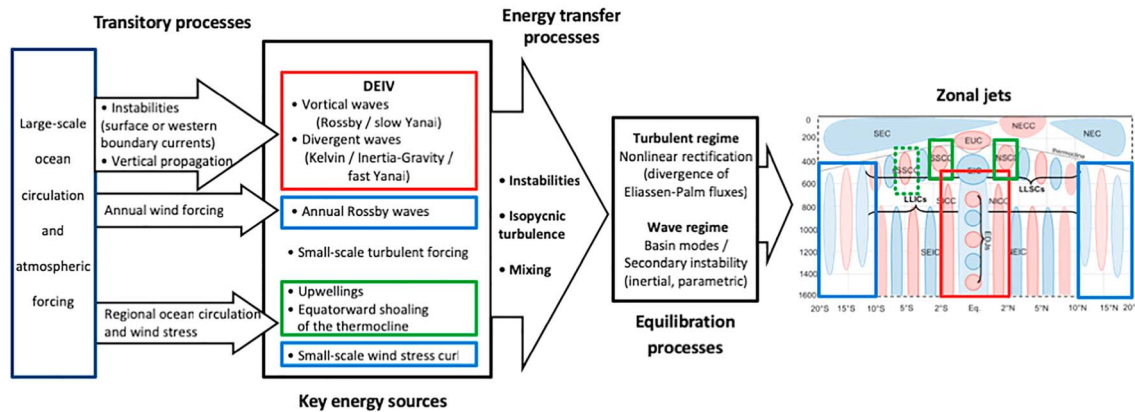 Transitory processes
Energy transfer
processes
Large-scale
ocean
circulation
and
atmospheric
forcing
• Instabilities
(surface or western
boundary currents)
• Vertical propagation
Annual wind forcing
Regional ocean circulation
and wind stress
DEIV
• Vortical waves
(Rossby / slow Yanai)
• Divergent waves
(Kelvin / Inertia-Gravity /
fast Yanai)
• Annual Rossby waves
• Small-scale turbulent forcing
• Upwellings
• Equatorward shoaling
of the thermocline
• Small-scale wind stress curl
Key energy sources
• Instabilities
• Isopycnic
turbulence
• Mixing
Turbulent regime
Nonlinear rectification
(divergence of
Eliassen-Palm fluxes)
Wave regime
Basin modes /
Secondary instability
(inertial, parametric)
Equilibration
processes
Zonal jets
0
200
400
600
800
1000
1200
1400
1600
SEC
NECC
NEC
EUC
thermocline
SSCC
SSCC
NSCC
EIC
LLSCs
LLICs
SICC
NICC
SEIC
NEIC
EDJs
20°S 15°S 10°S 5°S 2°S Eq. 2°N 5°N 10°N 15°N 20°